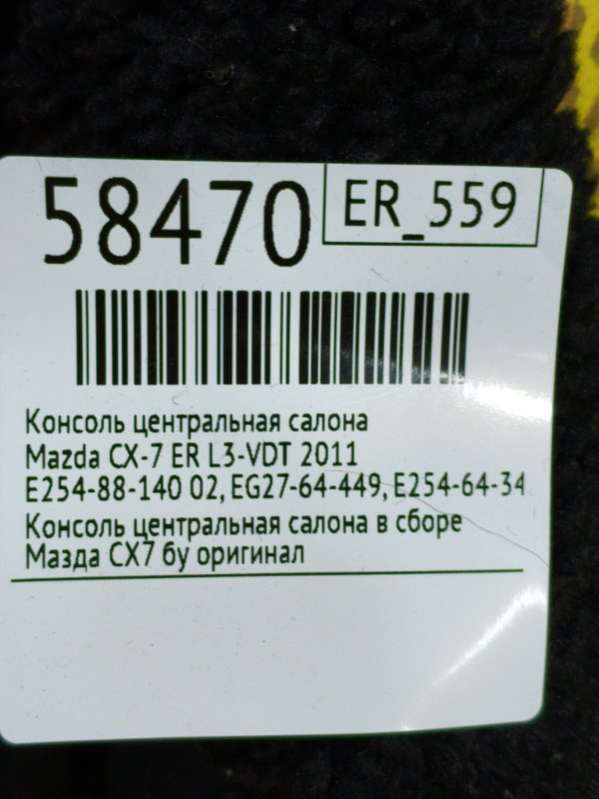 58470
ER_559
Консоль центральная салона
Mazda CX-7 ER L3-VDT 2011
E254-88-140 02, EG27-64-449, E254-64-34
Консоль центральная салона в сборе
Мазда СХ7 бу оригинал